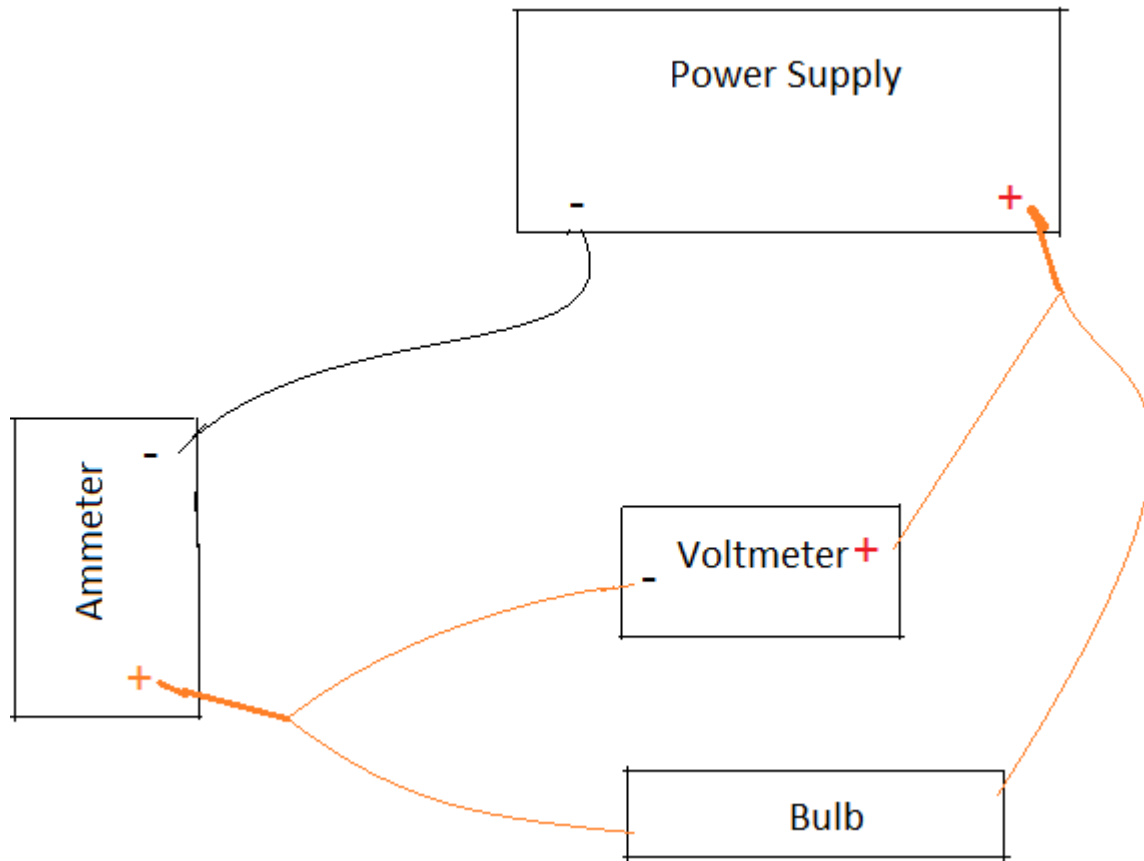 Power Supply
- +
-
Ammeter
+
Voltmeter +
-
Bulb